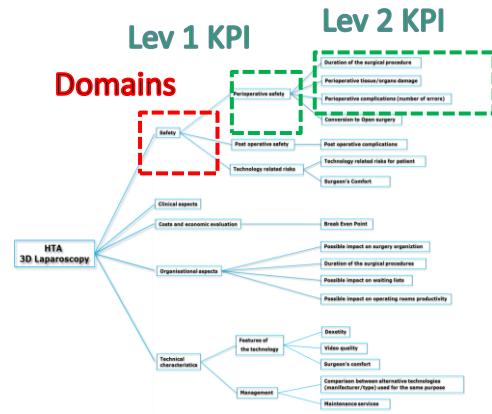 Lev 1 KPI
Lev 2 KPI
Domains
Duration of the surgical procedure
Perioperative tissue/organs damage
Perioperative safety
Perioperative complications (number of errors)
Conversion to Open surgery
Safety
Post operative safety
Post operative complications
Technology related risks
Technology related risks for patient
Surgeon's Comfort
Clinical aspects
Costs and economic evaluation
Break Even Point
HTA
3D Laparoscopy
Possible impact on surgery organiztion
Organisational aspects
Duration of the surgical procedures
Possible impact on waiting lists
Possible impact on operating rooms productivity
Technical
characteristics
Features of
the technology
Dexetity
Video quality
Surgeon's comfort
Management
Comparison between alternative technologies
(manifacturer/type) used for the same purpose
Maintenance services